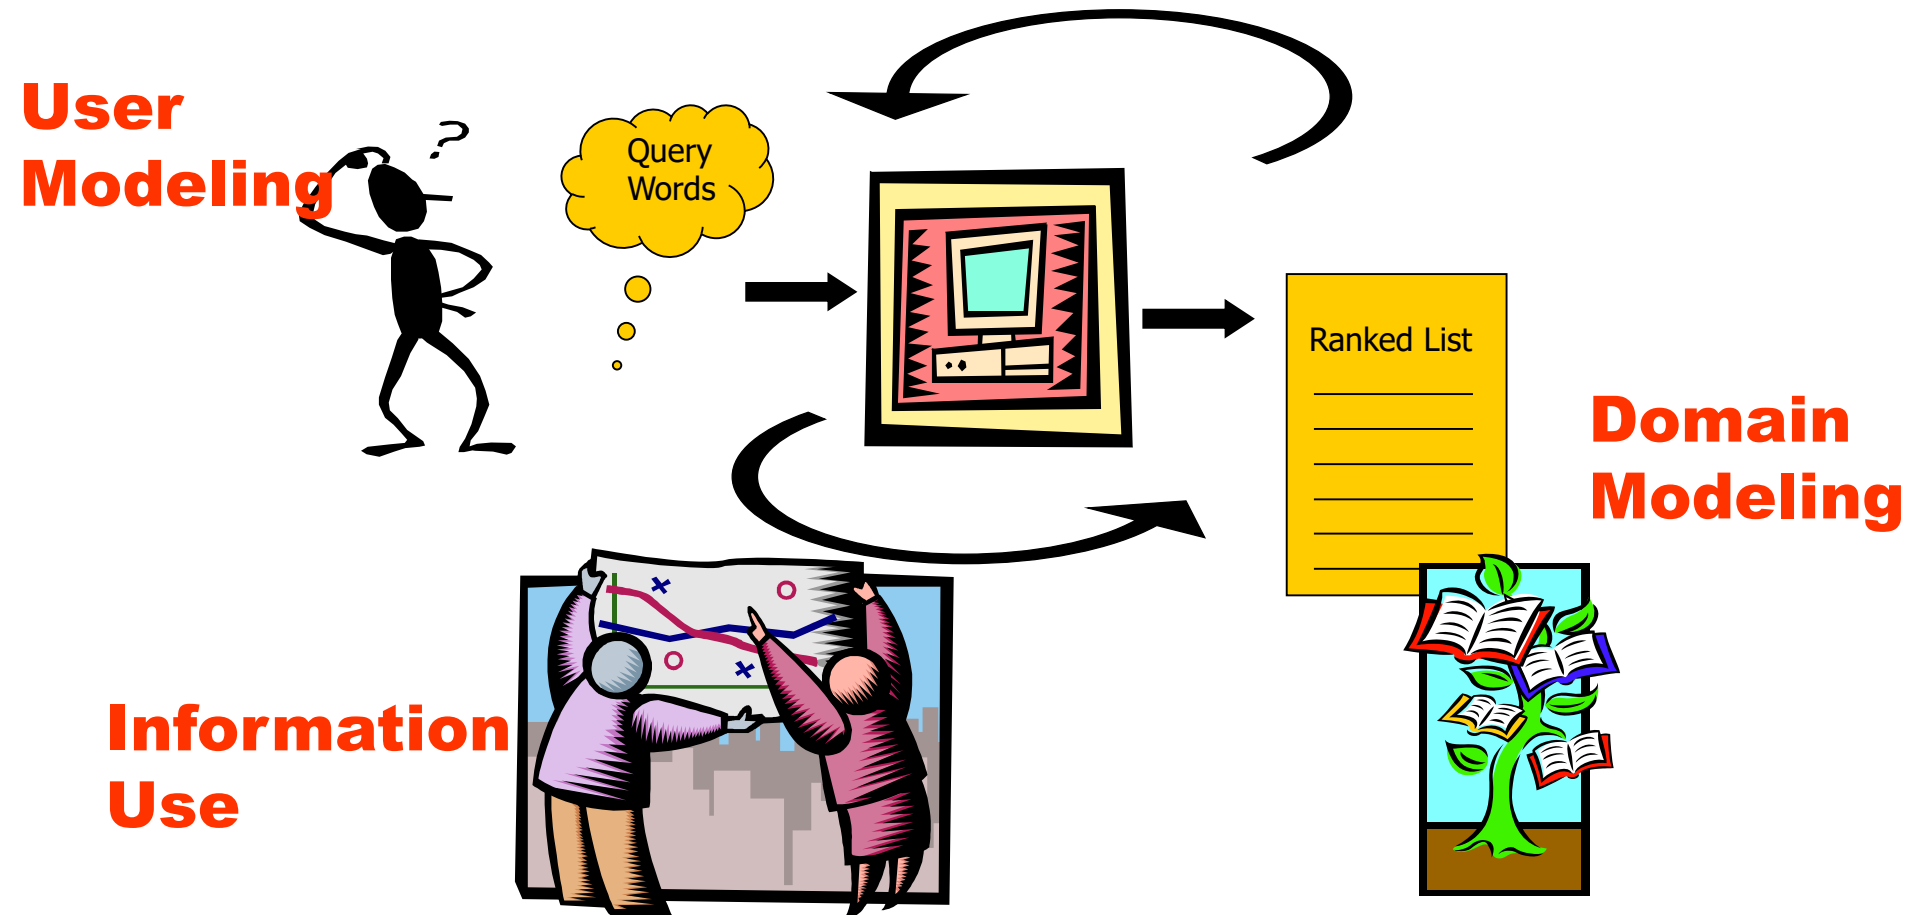 User
Modeling
Query
Words
Ranked List
Domain
Modeling
Information
Use